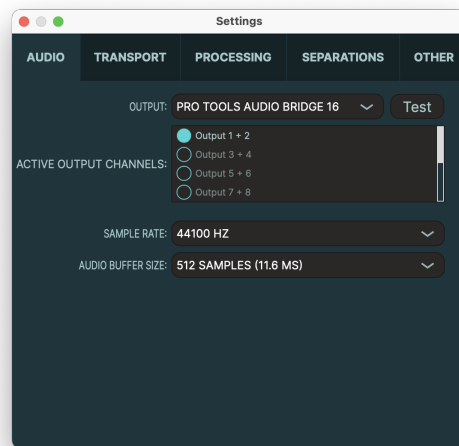 Settings
AUDIO TRANSPORT PROCESSING SEPARATIONS OTHER
OUTPUT: PRO TOOLS AUDIO BRIDGE 16 Test
ACTIVE OUTPUT CHANNELS:
Output 1 + 2
Output 3 + 4
Output 5 + 6
Output 7 + 8
SAMPLE RATE: 44100 HZ
AUDIO BUFFER SIZE: 512 SAMPLES (11.6 MS)